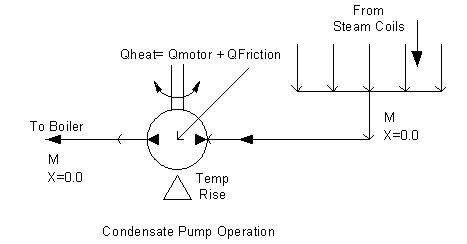 From
Steam Coils
Qheat= Qmotor + QFriction
To Boiler
M
X=0.0
M
X=0.0
Temp
Rise
Condensate Pump Operation